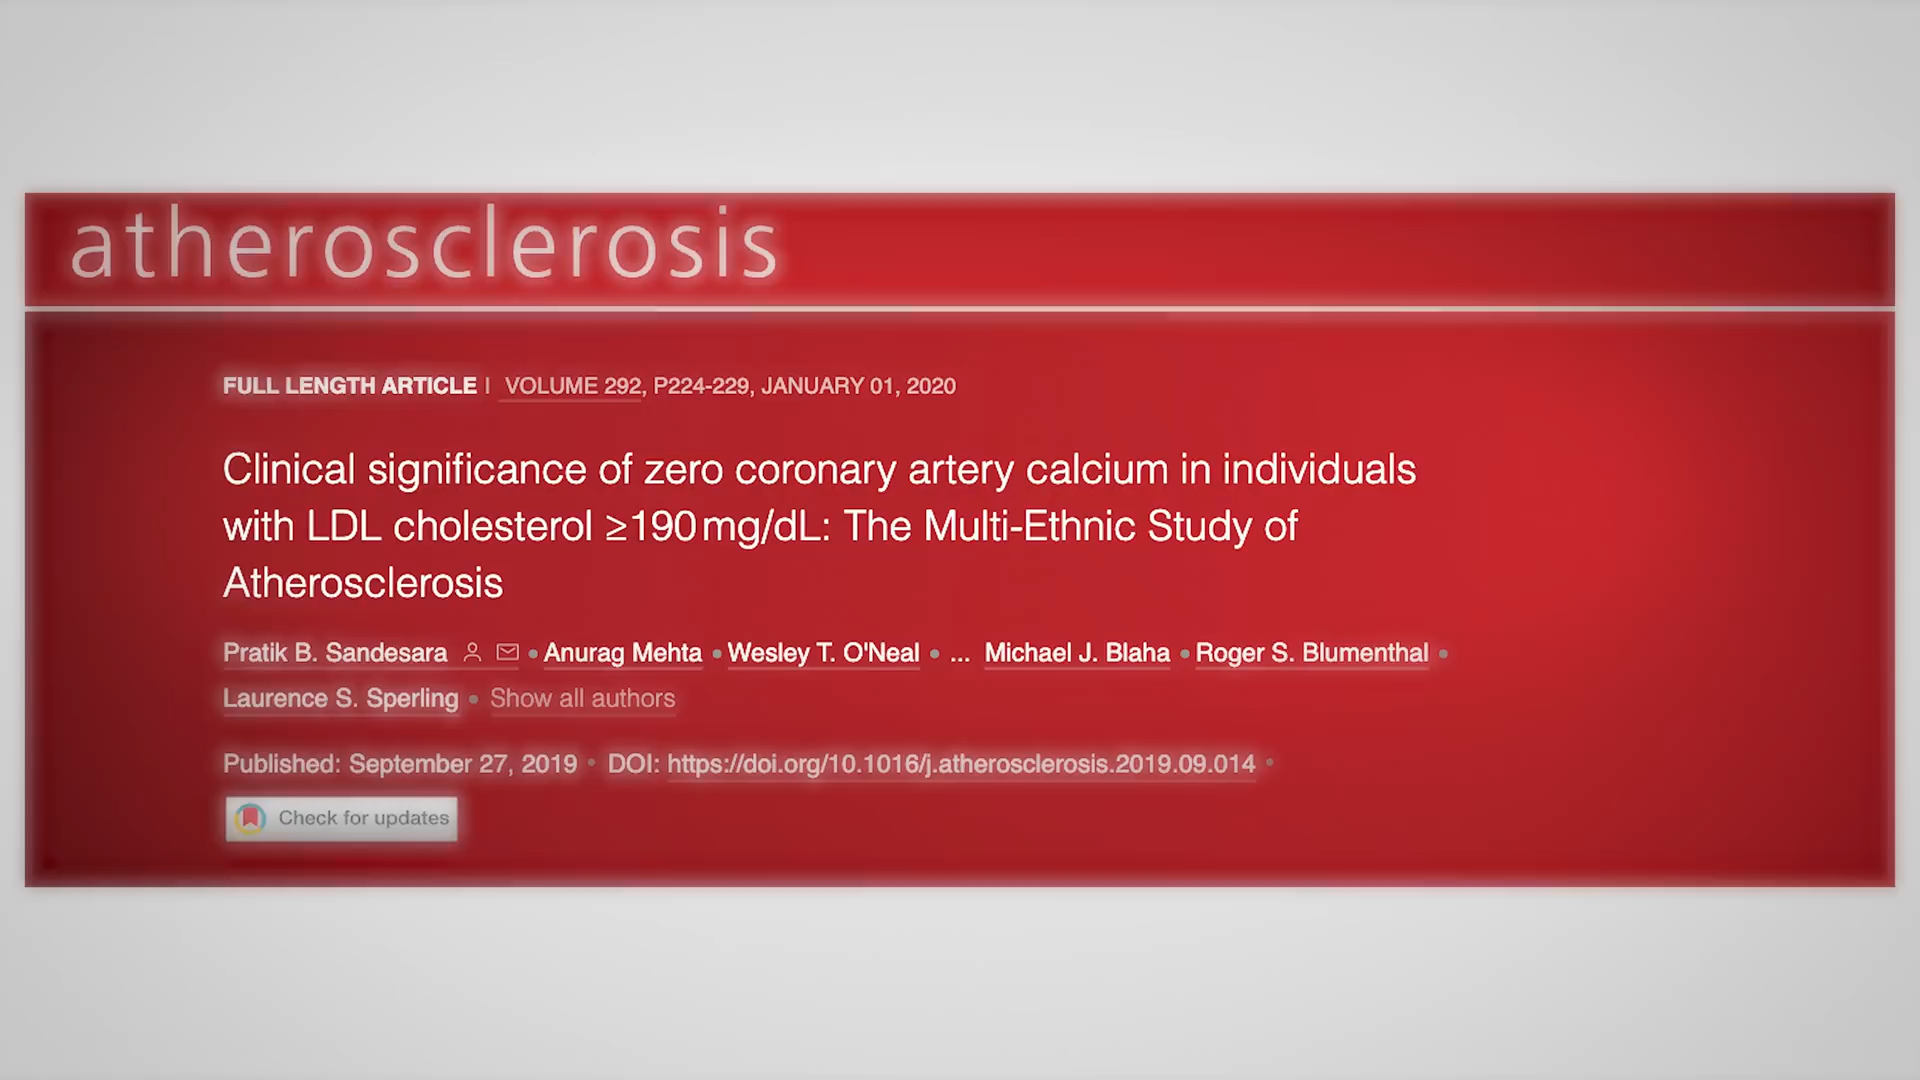 atherosclerosis
FULL LENGTH ARTICLE | VOLUME 292, P224-229, JANUARY 01, 2020
Clinical significance of zero coronary artery calcium in individuals
with LDL cholesterol ≥190 mg/dL: The Multi-Ethnic Study of
Atherosclerosis
Pratik B. Sandesara • Anurag Mehta • Wesley T. O'Neal • ... Michael J. Blaha • Roger S. Blumenthal •
Laurence S. Sperling • Show all authors
Published: September 27, 2019 • DOI: https://doi.org/10.1016/j.atherosclerosis.2019.09.014 •
Check for updates